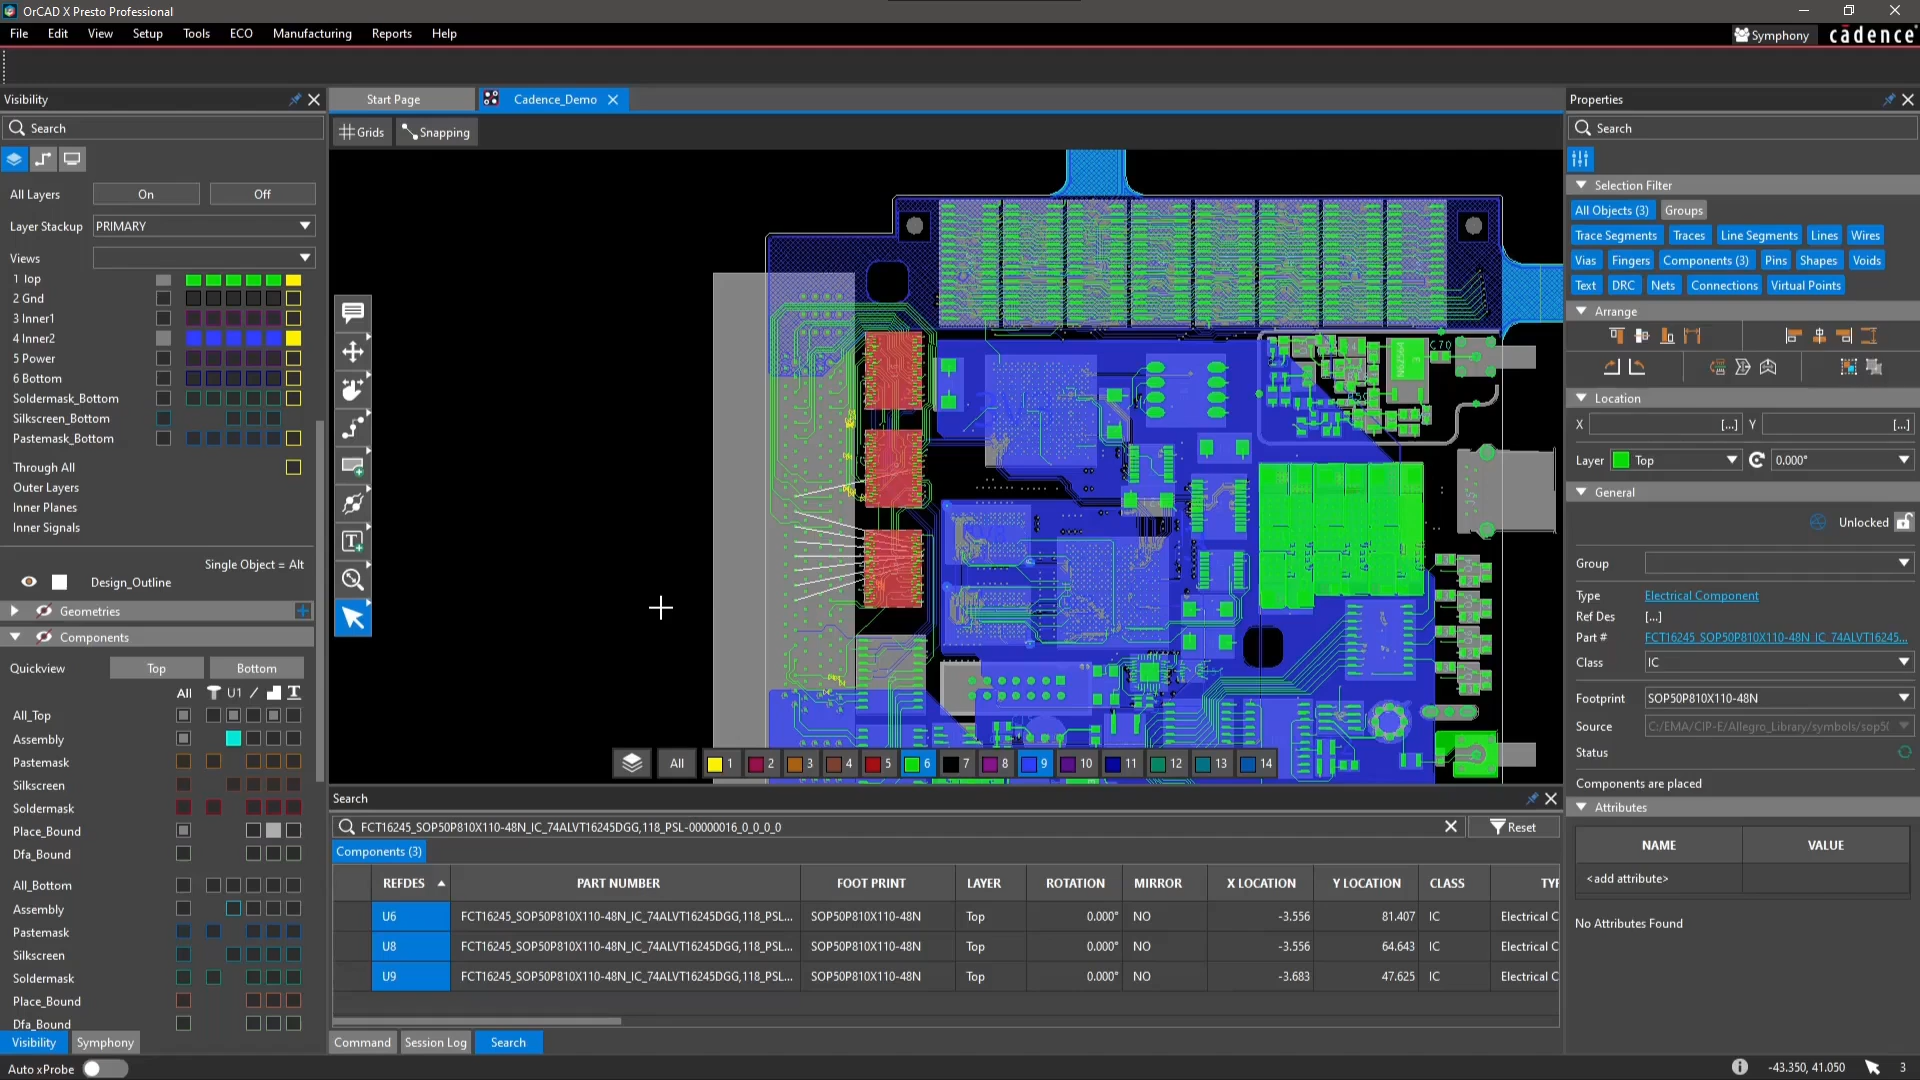 OrCAD X Presto Professional
File Edit View Setup Tools ECO Manufacturing Reports Help
Symphony cādence
Visibility
Search
All Layers On Off
Layer Stackup PRIMARY
Views
1 Top
2 Gnd
3 Inner1
4 Inner2
5 Power
6 Bottom
Soldermask_Bottom
Silkscreen_Bottom
Pastemask_Bottom
Through All
Outer Layers
Inner Planes
Inner Signals
Single Object = Alt
Design_Outline
Geometries
Components
Quickview Top Bottom
All U1
All_Top
Assembly
Pastemask
Silkscreen
Soldermask
Place_Bound
Dfa_Bound
All_Bottom
Assembly
Pastemask
Silkscreen
Soldermask
Place_Bound
Dfa_Bound
Visibility Symphony
Auto xProbe
Start Page Cadence_Demo
Grids Snapping
C70
All 1 2 3 4 5 6 7 8 9 10 11 12 13 14
Search
FCT16245_SOP50P810X110-48N_IC_74ALVT16245DGG,118_PSL-00000016_0_0_0_0
Reset
Components (3)
REFDES PART NUMBER FOOT PRINT LAYER ROTATION MIRROR X LOCATION Y LOCATION CLASS TYP
U6 FCT16245_SOP50P810X110-48N_IC_74ALVT16245DGG,118_PSL... SOP50P810X110-48N Top 0.000° NO -3.556 81.407 IC Electrical C
U8 FCT16245_SOP50P810X110-48N_IC_74ALVT16245DGG,118_PSL... SOP50P810X110-48N Top 0.000° NO -3.556 64.643 IC Electrical C
U9 FCT16245_SOP50P810X110-48N_IC_74ALVT16245DGG,118_PSL... SOP50P810X110-48N Top 0.000° NO -3.683 47.625 IC Electrical C
Command Session Log Search
Properties
Search
Selection Filter
All Objects (3) Groups
Trace Segments Traces Line Segments Lines Wires
Vias Fingers Components (3) Pins Shapes Voids
Text DRC Nets Connections Virtual Points
Arrange
Location
X [...] Y [...]
Layer Top 0.000°
General
Unlocked
Group
Type Electrical Component
Ref Des [...]
Part # FCT16245_SOP50P810X110-48N_IC_74ALVT16245...
Class IC
Footprint SOP50P810X110-48N
Source C:/EMA/CIP-E/Allegro_Library/symbols/sop50
Status
Components are placed
Attributes
NAME VALUE
<add attribute>
No Attributes Found
-43.350, 41.050 3